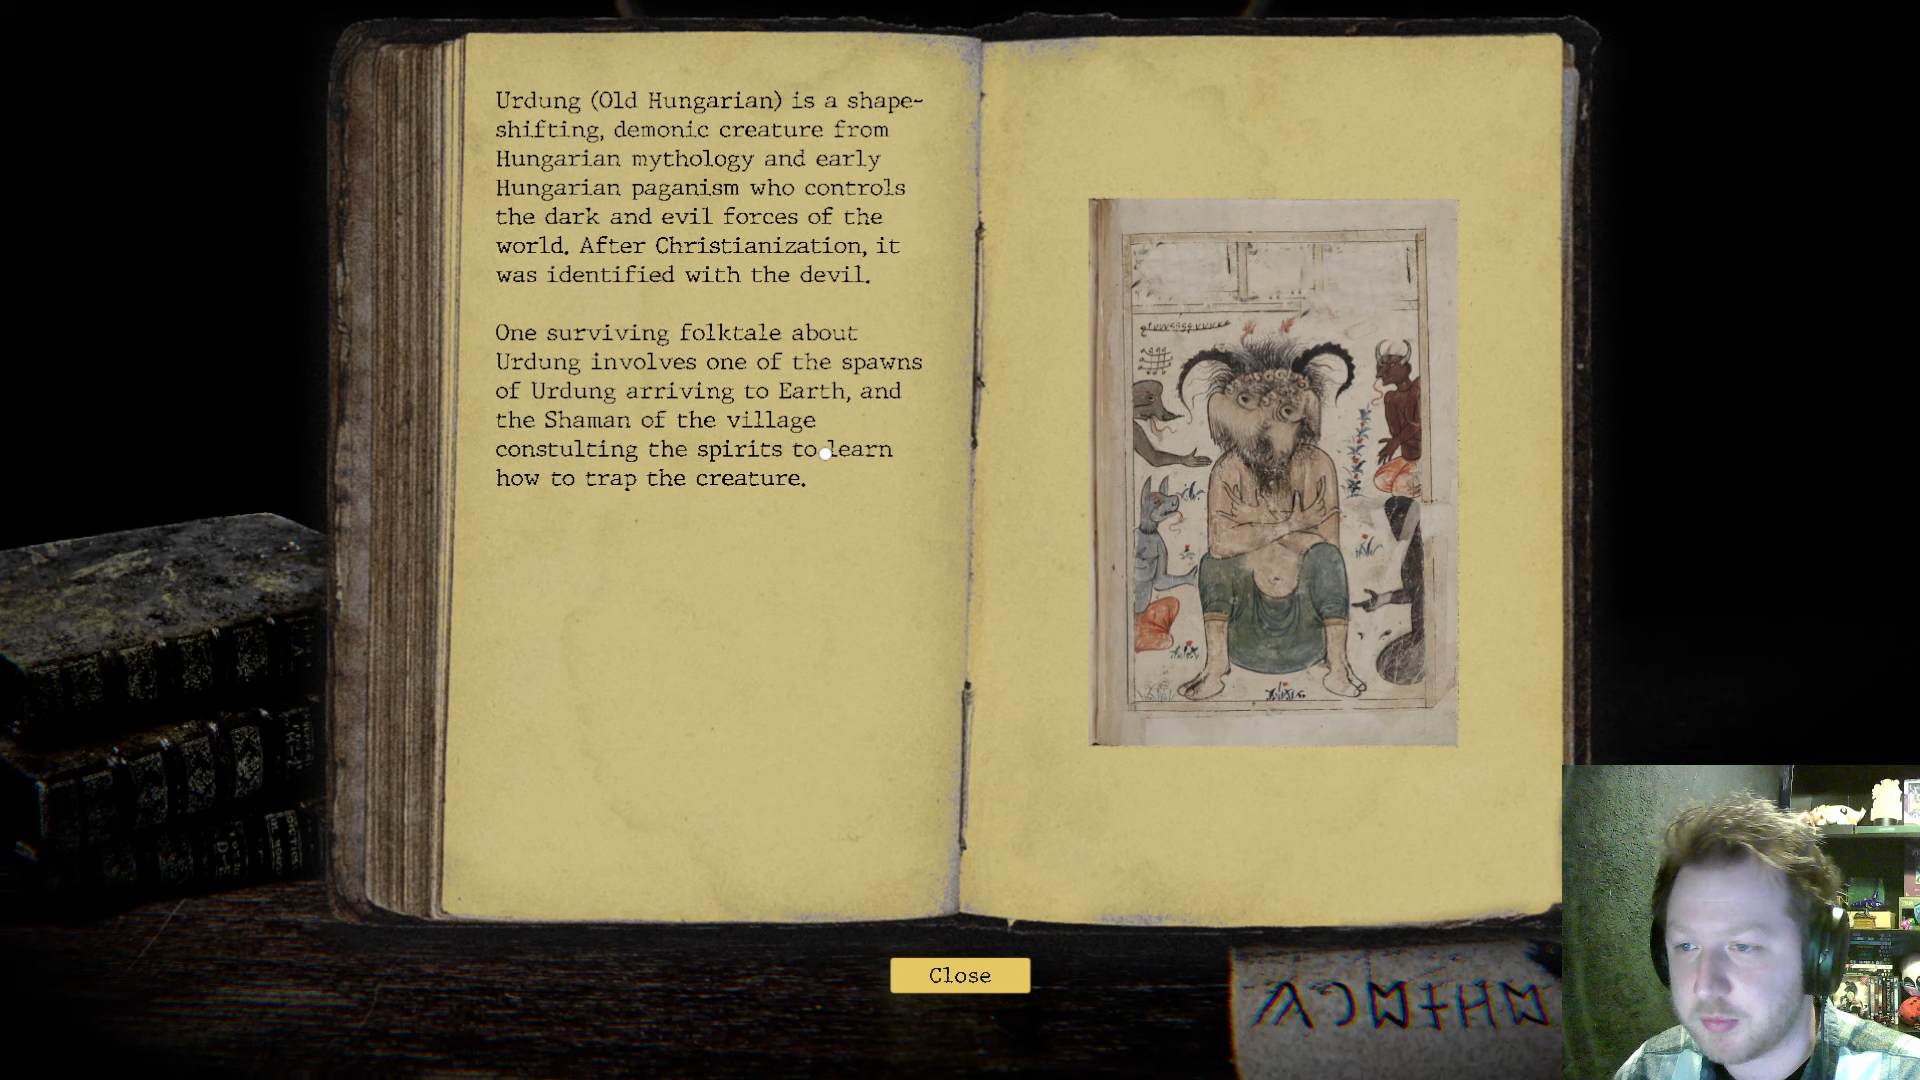 Urdung (Old Hungarian) is a shape-
shifting, demonic creature from
Hungarian mythology and early
Hungarian paganism who controls
the dark and evil forces of the
world. After Christianization, it
was identified with the devil.
One surviving folktale about
Urdung involves one of the spawns
of Urdung arriving to Earth, and
the Shaman of the village
constulting the spirits to learn
how to trap the creature.
Close